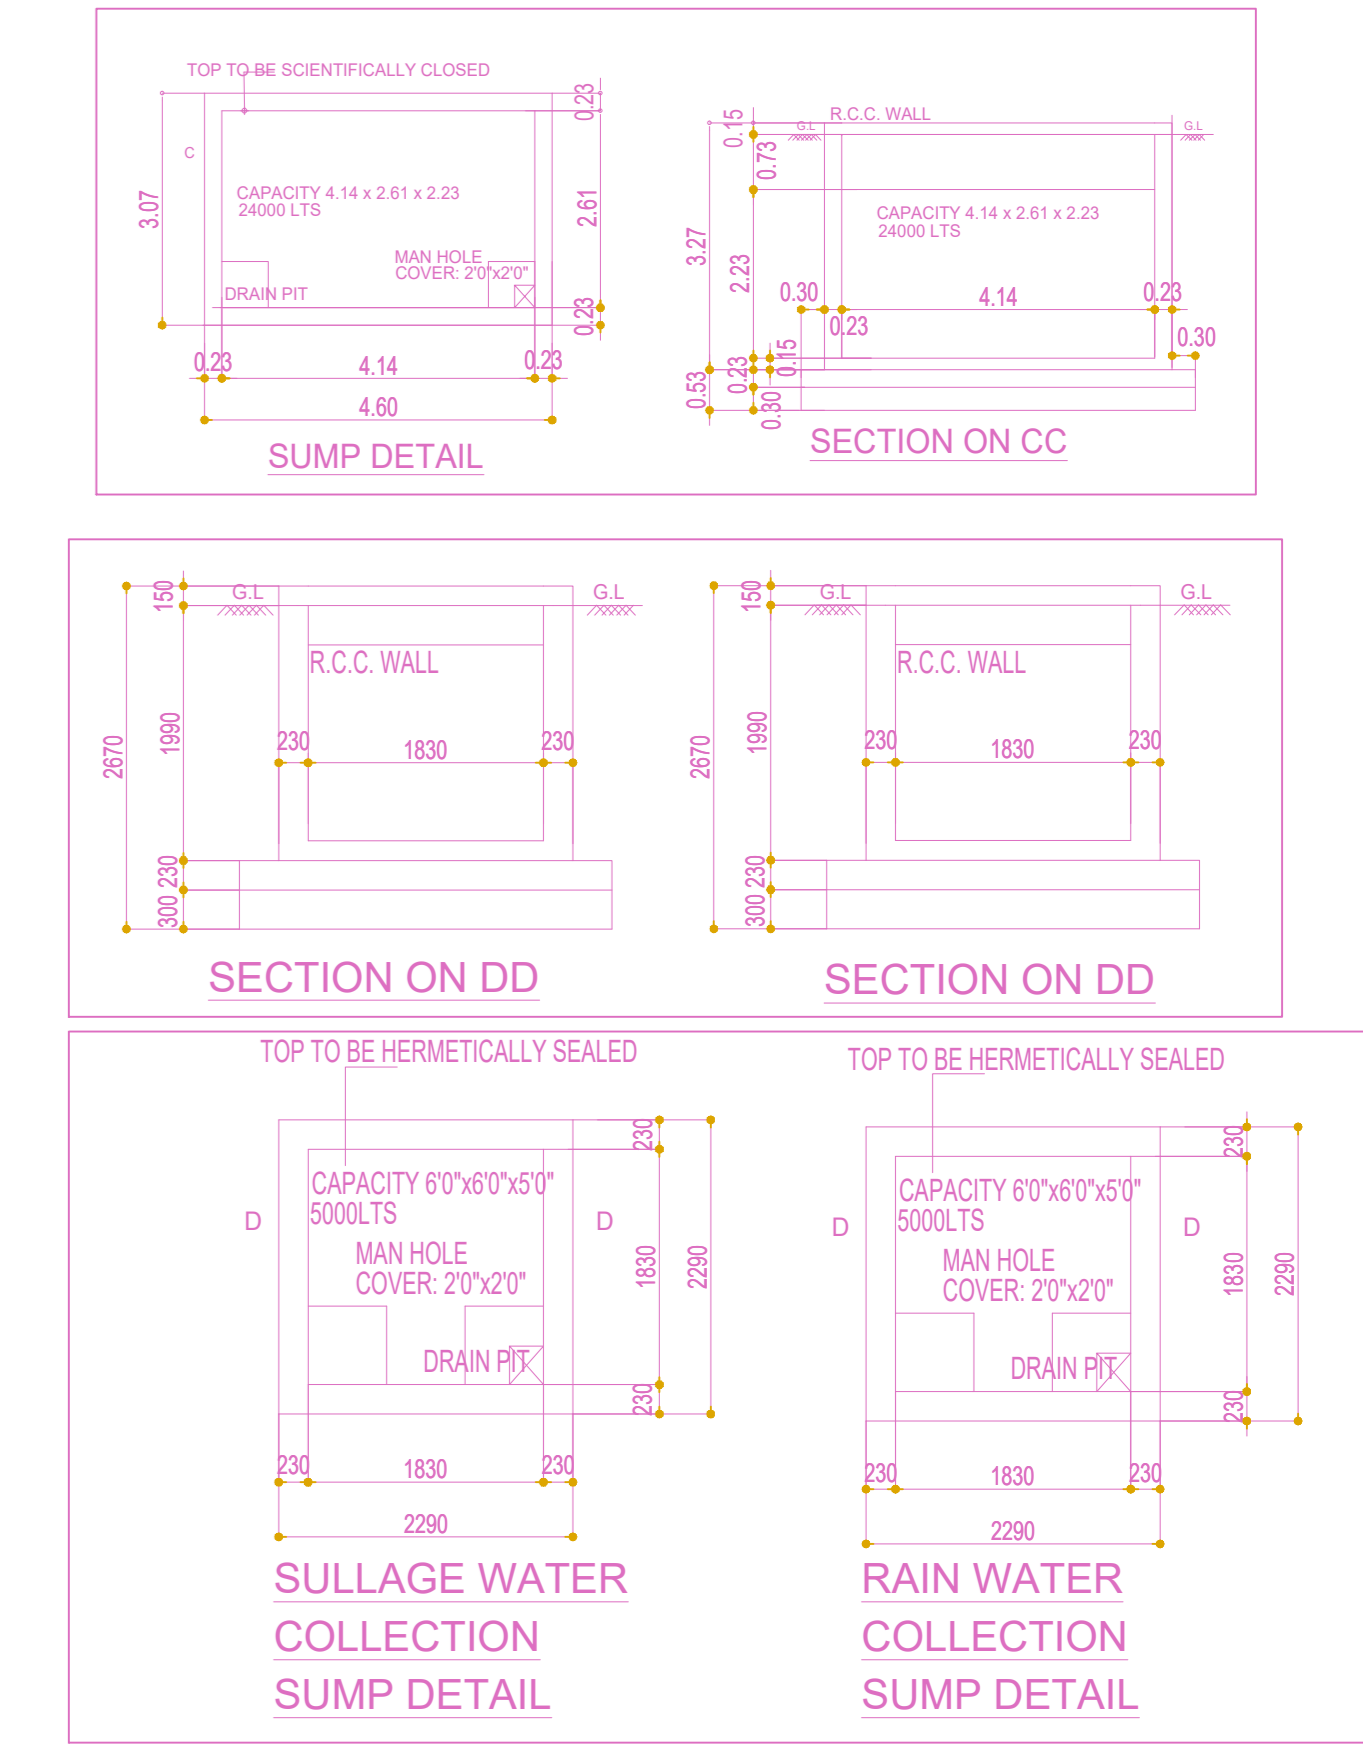 TOP TO BE SCIENTIFICALLY CLOSED
0.23
C
3.07
CAPACITY 4.14 x 2.61 x 2.23
24000 LTS
2.61
MAN HOLE
COVER: 2'0"x2'0"
DRAIN PIT
0.23
0.23
4.14
0.23
4.60
SUMP DETAIL
R.C.C. WALL
0.15
G.L
G.L
0.73
CAPACITY 4.14 x 2.61 x 2.23
24000 LTS
3.27
2.23
0.30
4.14
0.23
0.23
0.30
0.15
0.23
0.53
0.30
SECTION ON CC
150
G.L
G.L
R.C.C. WALL
1990
2670
230
1830
230
230
300
SECTION ON DD
150
G.L
G.L
R.C.C. WALL
1990
2670
230
1830
230
230
300
SECTION ON DD
TOP TO BE HERMETICALLY SEALED
230
CAPACITY 6'0"x6'0"x5'0"
5000LTS
D
D
MAN HOLE
COVER: 2'0"x2'0"
1830
2290
DRAIN PIT
230
230
1830
230
2290
SULLAGE WATER
COLLECTION
SUMP DETAIL
TOP TO BE HERMETICALLY SEALED
230
CAPACITY 6'0"x6'0"x5'0"
5000LTS
D
D
MAN HOLE
COVER: 2'0"x2'0"
1830
2290
DRAIN PIT
230
230
1830
230
2290
RAIN WATER
COLLECTION
SUMP DETAIL